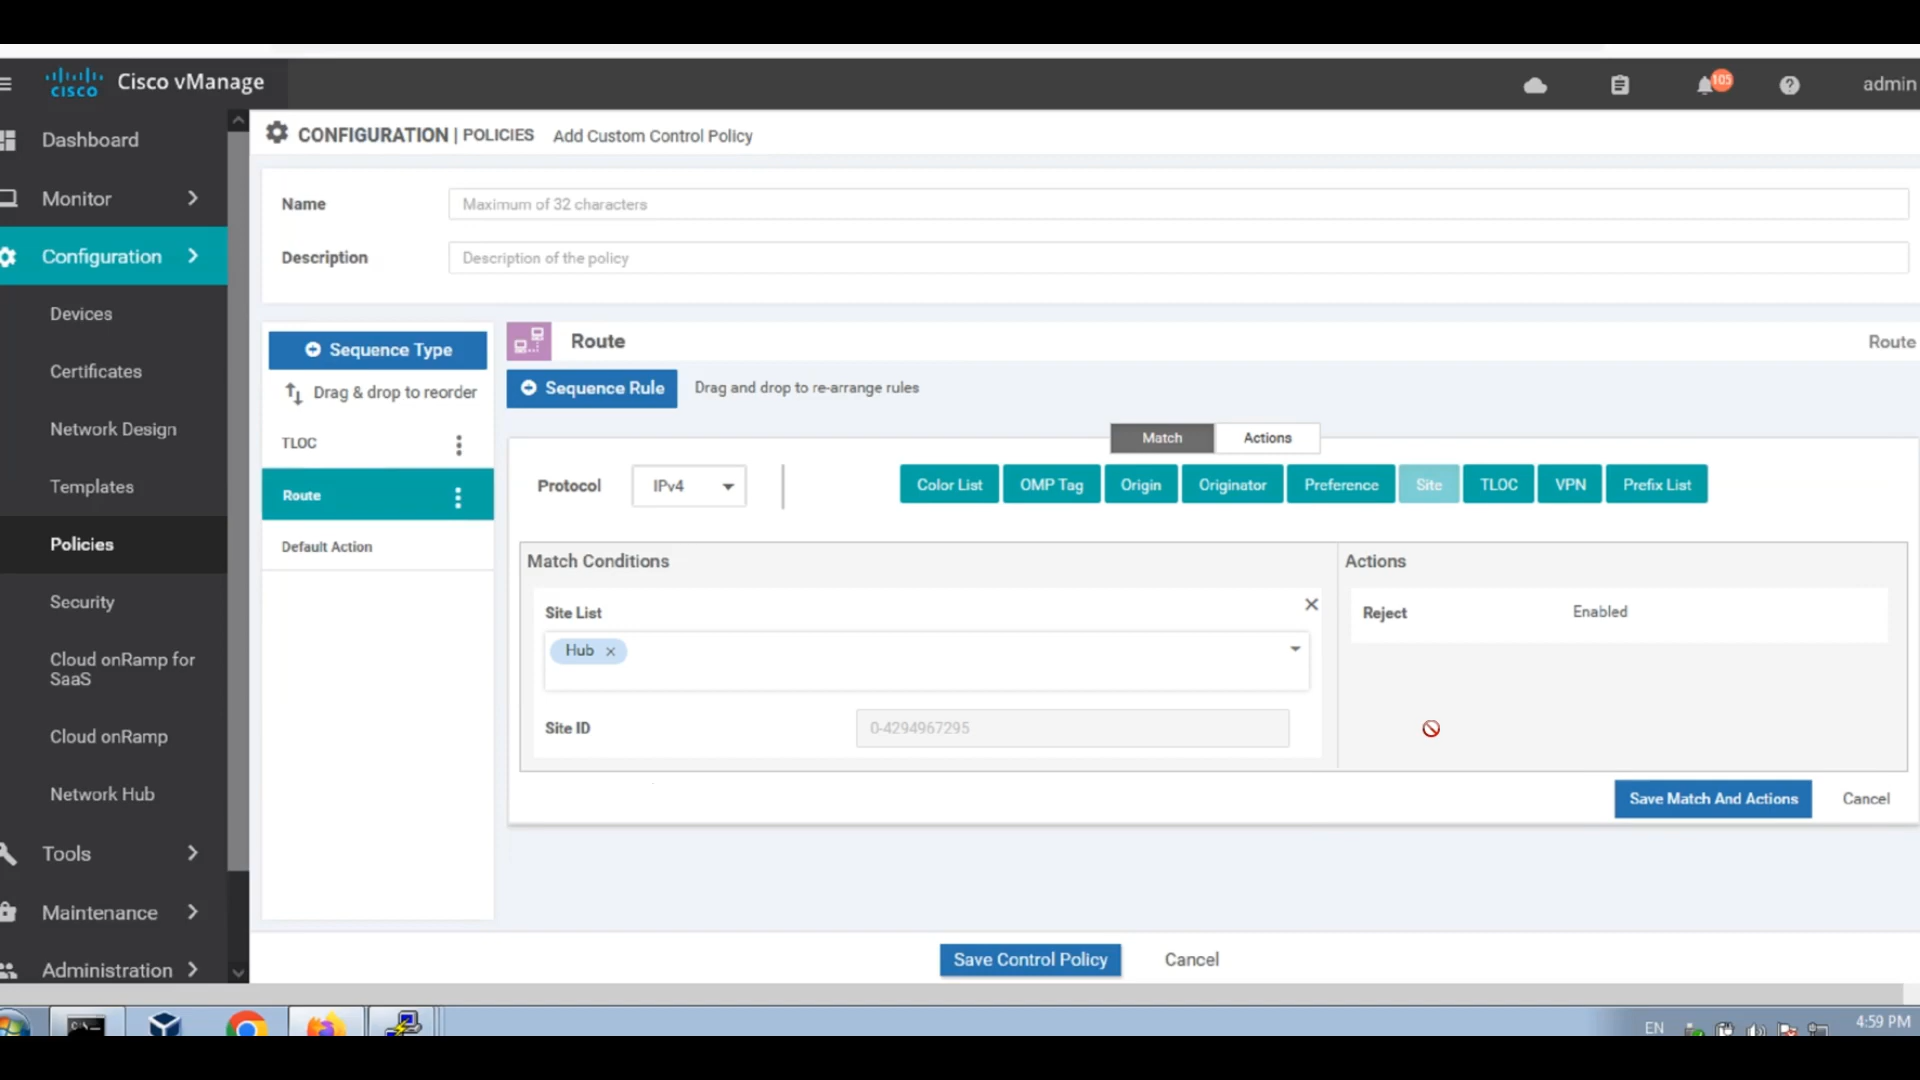 CISCO
Cisco vManage
105
admin
Dashboard
Monitor
Configuration
Devices
Certificates
Network Design
Templates
Policies
Security
Cloud onRamp for
SaaS
Cloud onRamp
Network Hub
Tools
Maintenance
Administration
CONFIGURATION | POLICIES Add Custom Control Policy
Name
Maximum of 32 characters
Description
Description of the policy
Sequence Type
Drag & drop to reorder
TLOC
Route
Default Action
Route
Route
Sequence Rule
Drag and drop to re-arrange rules
Match
Actions
Protocol
IPv4
Color List
OMP Tag
Origin
Originator
Preference
Site
TLOC
VPN
Prefix List
Match Conditions
Site List
Hub
Site ID
0-4294967295
Actions
Reject
Enabled
Save Match And Actions
Cancel
Save Control Policy
Cancel
EN
4:59 PM